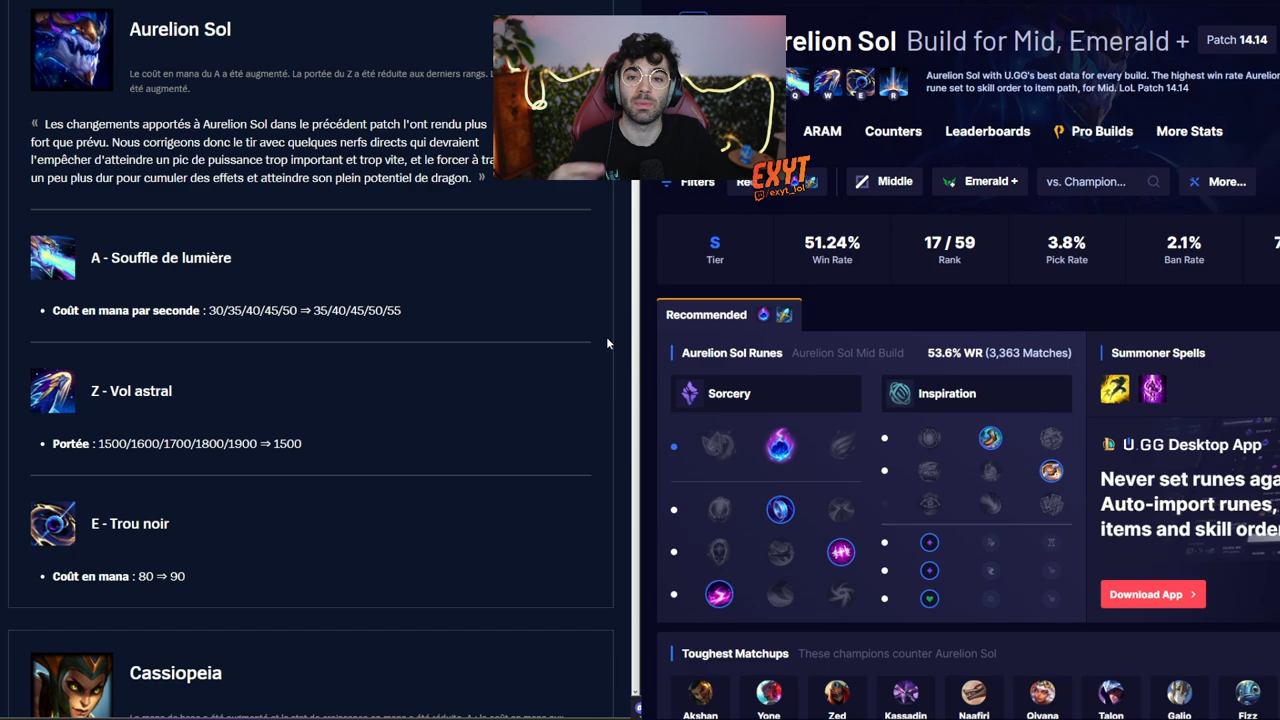 Aurelion Sol
Le coût en mana du A a été augmenté. La portée du Z a été réduite aux derniers rangs.
été augmenté.
« Les changements apportés à Aurelion Sol dans le précédent patch l'ont rendu plus
fort que prévu. Nous corrigeons donc le tir avec quelques nerfs directs qui devraient
l'empêcher d'atteindre un pic de puissance trop important et trop vite, et le forcer à
un peu plus dur pour cumuler des effets et atteindre son plein potentiel de dragon. »
A - Souffle de lumière
• Coût en mana par seconde : 30/35/40/45/50 ⇒ 35/40/45/50/55
Z - Vol astral
• Portée : 1500/1600/1700/1800/1900 ⇒ 1500
E - Trou noir
• Coût en mana : 80 ⇒ 90
Cassiopeia
EXYT
/exyt_lol
relion Sol Build for Mid, Emerald + Patch 14.14
Q W E R
Aurelion Sol with U.GG's best data for every build. The highest win rate Aurelion
rune set to skill order to item path, for Mid. LoL Patch 14.14
ARAM Counters Leaderboards Pro Builds More Stats
Filters Middle Emerald + vs. Champion... More...
S 51.24% 17 / 59 3.8% 2.1% 7
Tier Win Rate Rank Pick Rate Ban Rate
Recommended
Aurelion Sol Runes Aurelion Sol Mid Build 53.6% WR (3,363 Matches)
Sorcery Inspiration
Summoner Spells
U.GG Desktop App
Never set runes aga
Auto-import runes,
items and skill orde
Download App >
Toughest Matchups These champions counter Aurelion Sol
Akshan Yone Zed Kassadin Naafiri Qiyana Talon Galio Fizz